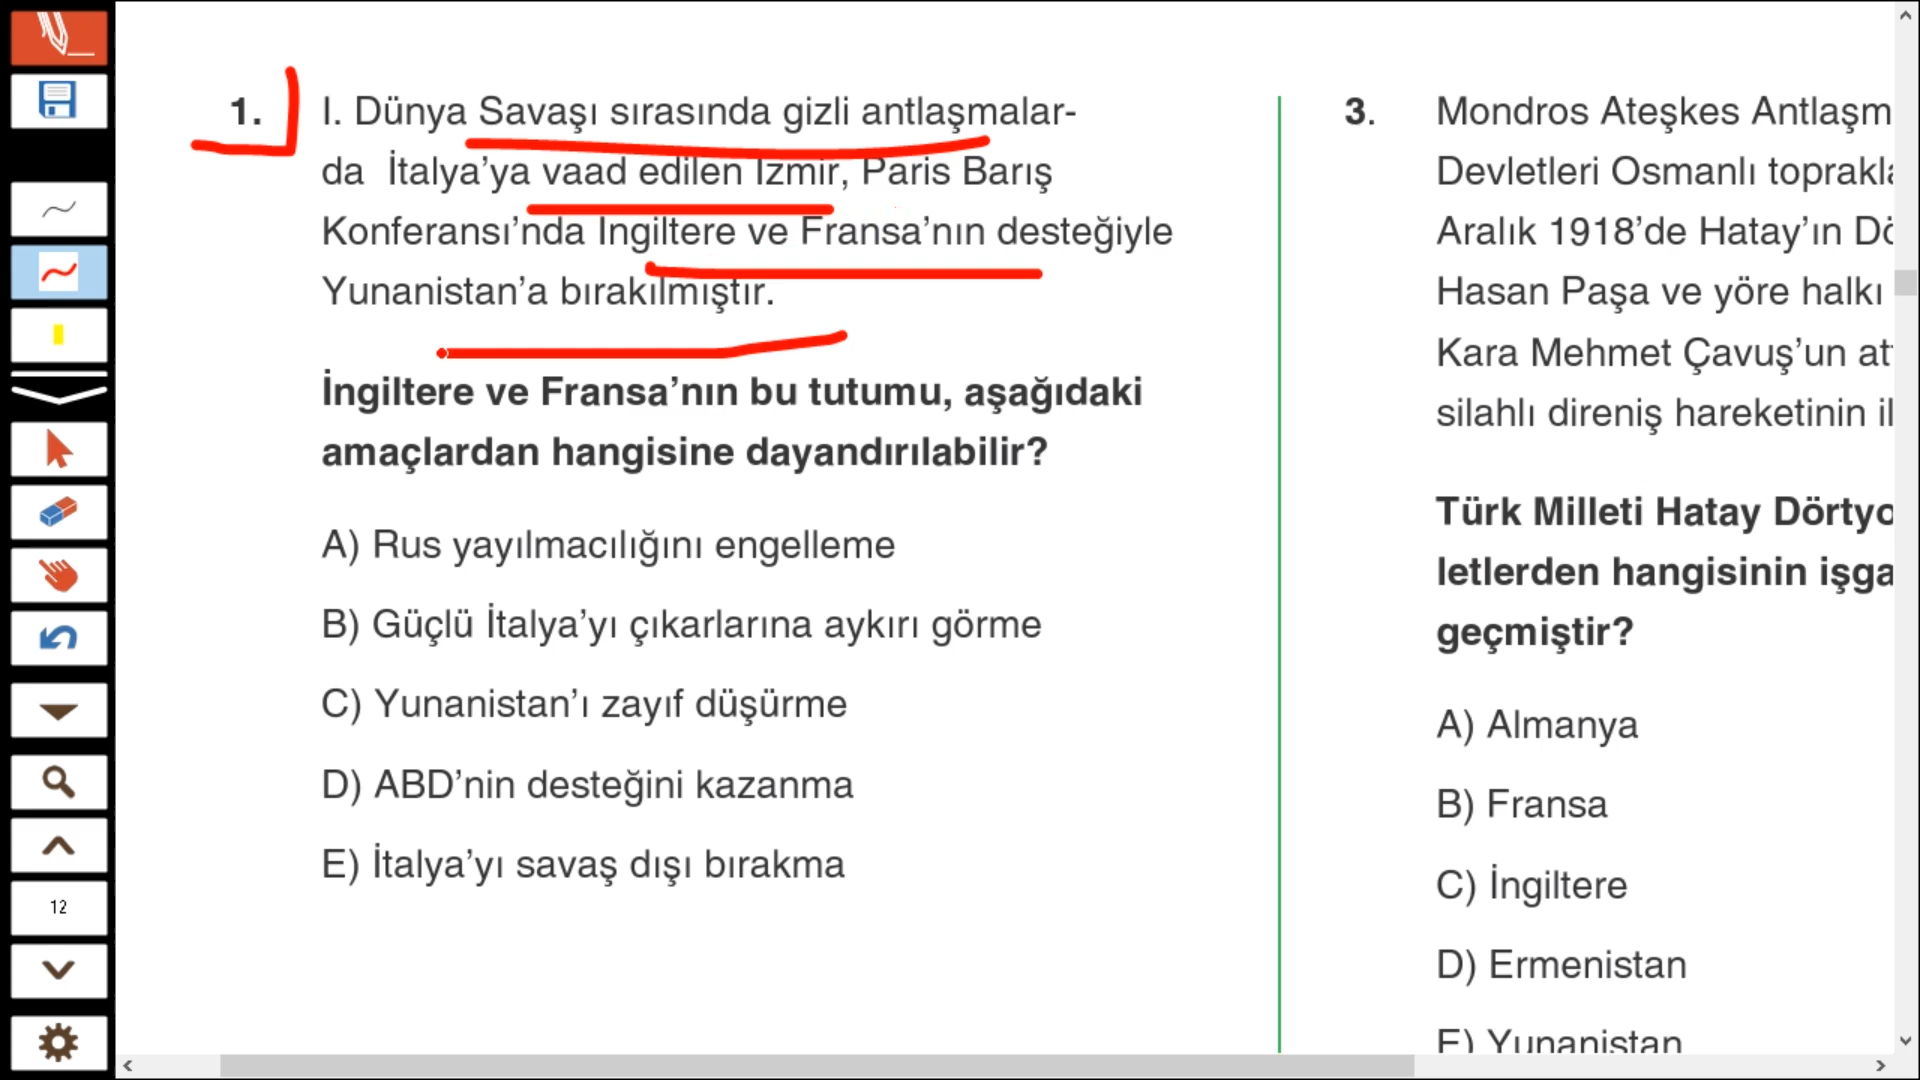 1.
I. Dünya Savaşı sırasında gizli antlaşmalar-
da İtalya’ya vaad edilen İzmir, Paris Barış
Konferansı’nda İngiltere ve Fransa’nın desteğiyle
Yunanistan’a bırakılmıştır.
İngiltere ve Fransa’nın bu tutumu, aşağıdaki
amaçlardan hangisine dayandırılabilir?
A) Rus yayılmacılığını engelleme
B) Güçlü İtalya’yı çıkarlarına aykırı görme
C) Yunanistan’ı zayıf düşürme
D) ABD’nin desteğini kazanma
E) İtalya’yı savaş dışı bırakma
3.
Mondros Ateşkes Antlaşm
Devletleri Osmanlı toprakla
Aralık 1918’de Hatay’ın Dö
Hasan Paşa ve yöre halkı
Kara Mehmet Çavuş’un at
silahlı direniş hareketinin il
Türk Milleti Hatay Dörtyo
letlerden hangisinin işga
geçmiştir?
A) Almanya
B) Fransa
C) İngiltere
D) Ermenistan
E) Yunanistan
12